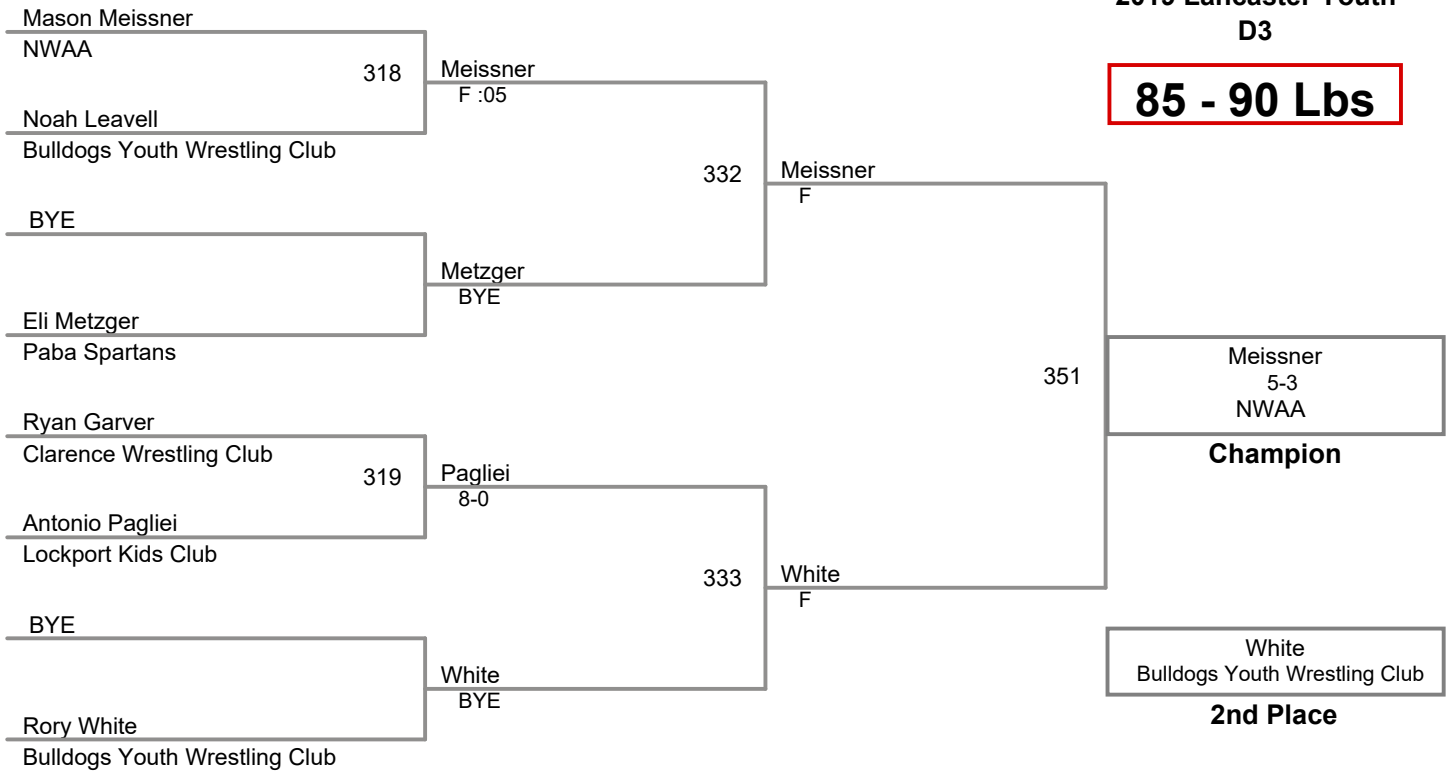 2019 Lancaster Youth
D3
85 - 90 Lbs
Mason Meissner
NWAA
318
Noah Leavell
Bulldogs Youth Wrestling Club
Meissner
F :05
BYE
Eli Metzger
Paba Spartans
Metzger
BYE
332
Meissner
F
Ryan Garver
Clarence Wrestling Club
319
Antonio Pagliei
Lockport Kids Club
Pagliei
8-0
BYE
Rory White
Bulldogs Youth Wrestling Club
White
BYE
333
White
F
351
Meissner
5-3
NWAA
Champion
White
Bulldogs Youth Wrestling Club
2nd Place